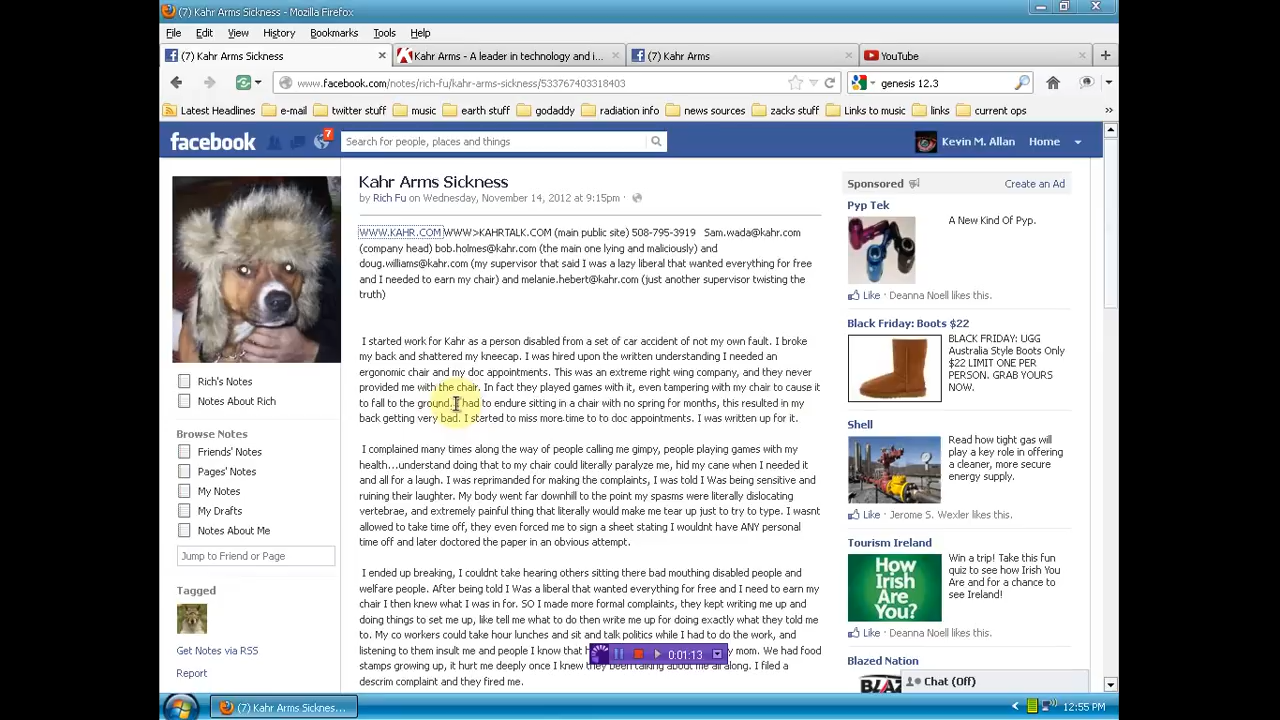 (7) Kahr Arms Sickness - Mozilla Firefox
File Edit View History Bookmarks Tools Help
(7) Kahr Arms Sickness
Kahr Arms - A leader in technology and i...
(7) Kahr Arms
YouTube
www.facebook.com/notes/rich-fu/kahr-arms-sickness/533767403318403
genesis 12.3
Latest Headlines e-mail twitter stuff music earth stuff godaddy radiation info news sources zacks stuff Links to music links current ops
facebook
7
Search for people, places and things
Kevin M. Allan Home
Kahr Arms Sickness
by Rich Fu on Wednesday, November 14, 2012 at 9:15pm ·
WWW.KAHR.COM WWW>KAHRTALK.COM (main public site) 508-795-3919 Sam.wada@kahr.com
(company head) bob.holmes@kahr.com (the main one lying and maliciously) and
doug.williams@kahr.com (my supervisor that said I was a lazy liberal that wanted everything for free
and I needed to earn my chair) and melanie.hebert@kahr.com (just another supervisor twisting the
truth)
I started work for Kahr as a person disabled from a set of car accident of not my own fault. I broke
my back and shattered my kneecap. I was hired upon the written understanding I needed an
ergonomic chair and my doc appointments. This was an extreme right wing company, and they never
provided me with the chair. In fact they played games with it, even tampering with my chair to cause it
to fall to the ground. I had to endure sitting in a chair with no spring for months, this resulted in my
back getting very bad. I started to miss more time to to doc appointments. I was written up for it.
I complained many times along the way of people calling me gimpy, people playing games with my
health...understand doing that to my chair could literally paralyze me, hid my cane when I needed it
and all for a laugh. I was reprimanded for making the complaints, I was told I Was being sensitive and
ruining their laughter. My body went far downhill to the point my spasms were literally dislocating
vertebrae, and extremely painful thing that literally would make me tear up just to try to type. I wasnt
allowed to take time off, they even forced me to sign a sheet stating I wouldnt have ANY personal
time off and later doctored the paper in an obvious attempt.
I ended up breaking, I couldnt take hearing others sitting there bad mouthing disabled people and
welfare people. After being told I Was a liberal that wanted everything for free and I need to earn my
chair I then knew what I was in for. SO I made more formal complaints, they kept writing me up and
doing things to set me up, like tell me what to do then write me up for doing exactly what they told me
to. My co workers could take hour lunches and sit and talk politics while I had to do the work, and
listening to them insult me and people I know that mom. We had food
stamps growing up, it hurt me deeply once I knew they been talking about me all along. I filed a
descrim complaint and they fired me.
0:01:13
Rich's Notes
Notes About Rich
Browse Notes
Friends' Notes
Pages' Notes
My Notes
My Drafts
Notes About Me
Jump to Friend or Page
Tagged
Get Notes via RSS
Report
Sponsored Create an Ad
Pyp Tek
A New Kind Of Pyp.
Like · Deanna Noell likes this.
Black Friday: Boots $22
BLACK FRIDAY: UGG
Australia Style Boots Only
$22 LIMIT ONE PER
PERSON. FREE SHIPPING
Like · Deanna Noell likes this.
Shell
Read how tight gas will
play a key role in offering
a cleaner, more secure
energy supply.
Like · Jerome S. Wexler likes this.
Tourism Ireland
How
Irish
Are
You?
Win a trip! Take this fun
quiz to see how Irish You
Are and for a chance to
see Ireland!
Like · Deanna Noell likes this.
Blazed Nation
Chat (Off)
(7) Kahr Arms Sicknes...
12:55 PM